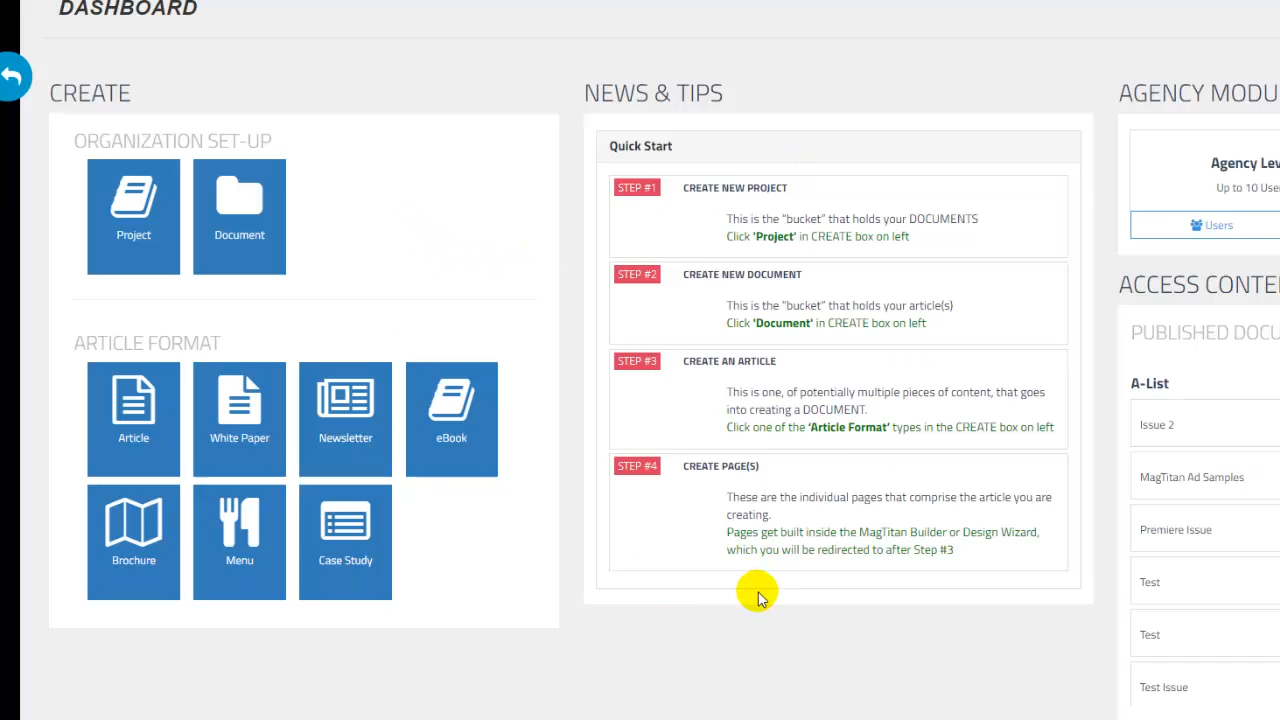 DASHBOARD
CREATE
ORGANIZATION SET-UP
Project
Document
ARTICLE FORMAT
Article
White Paper
Newsletter
eBook
Brochure
Menu
Case Study
NEWS & TIPS
Quick Start
STEP #1 CREATE NEW PROJECT
This is the "bucket" that holds your DOCUMENTS
Click 'Project' in CREATE box on left
STEP #2 CREATE NEW DOCUMENT
This is the "bucket" that holds your article(s)
Click 'Document' in CREATE box on left
STEP #3 CREATE AN ARTICLE
This is one, of potentially multiple pieces of content, that goes
into creating a DOCUMENT.
Click one of the 'Article Format' types in the CREATE box on left
STEP #4 CREATE PAGE(S)
These are the individual pages that comprise the article you are
creating.
Pages get built inside the MagTitan Builder or Design Wizard,
which you will be redirected to after Step #3
AGENCY MODU
Agency Lev
Up to 10 User
Users
ACCESS CONTE
PUBLISHED DOCU
A-List
Issue 2
MagTitan Ad Samples
Premiere Issue
Test
Test
Test Issue